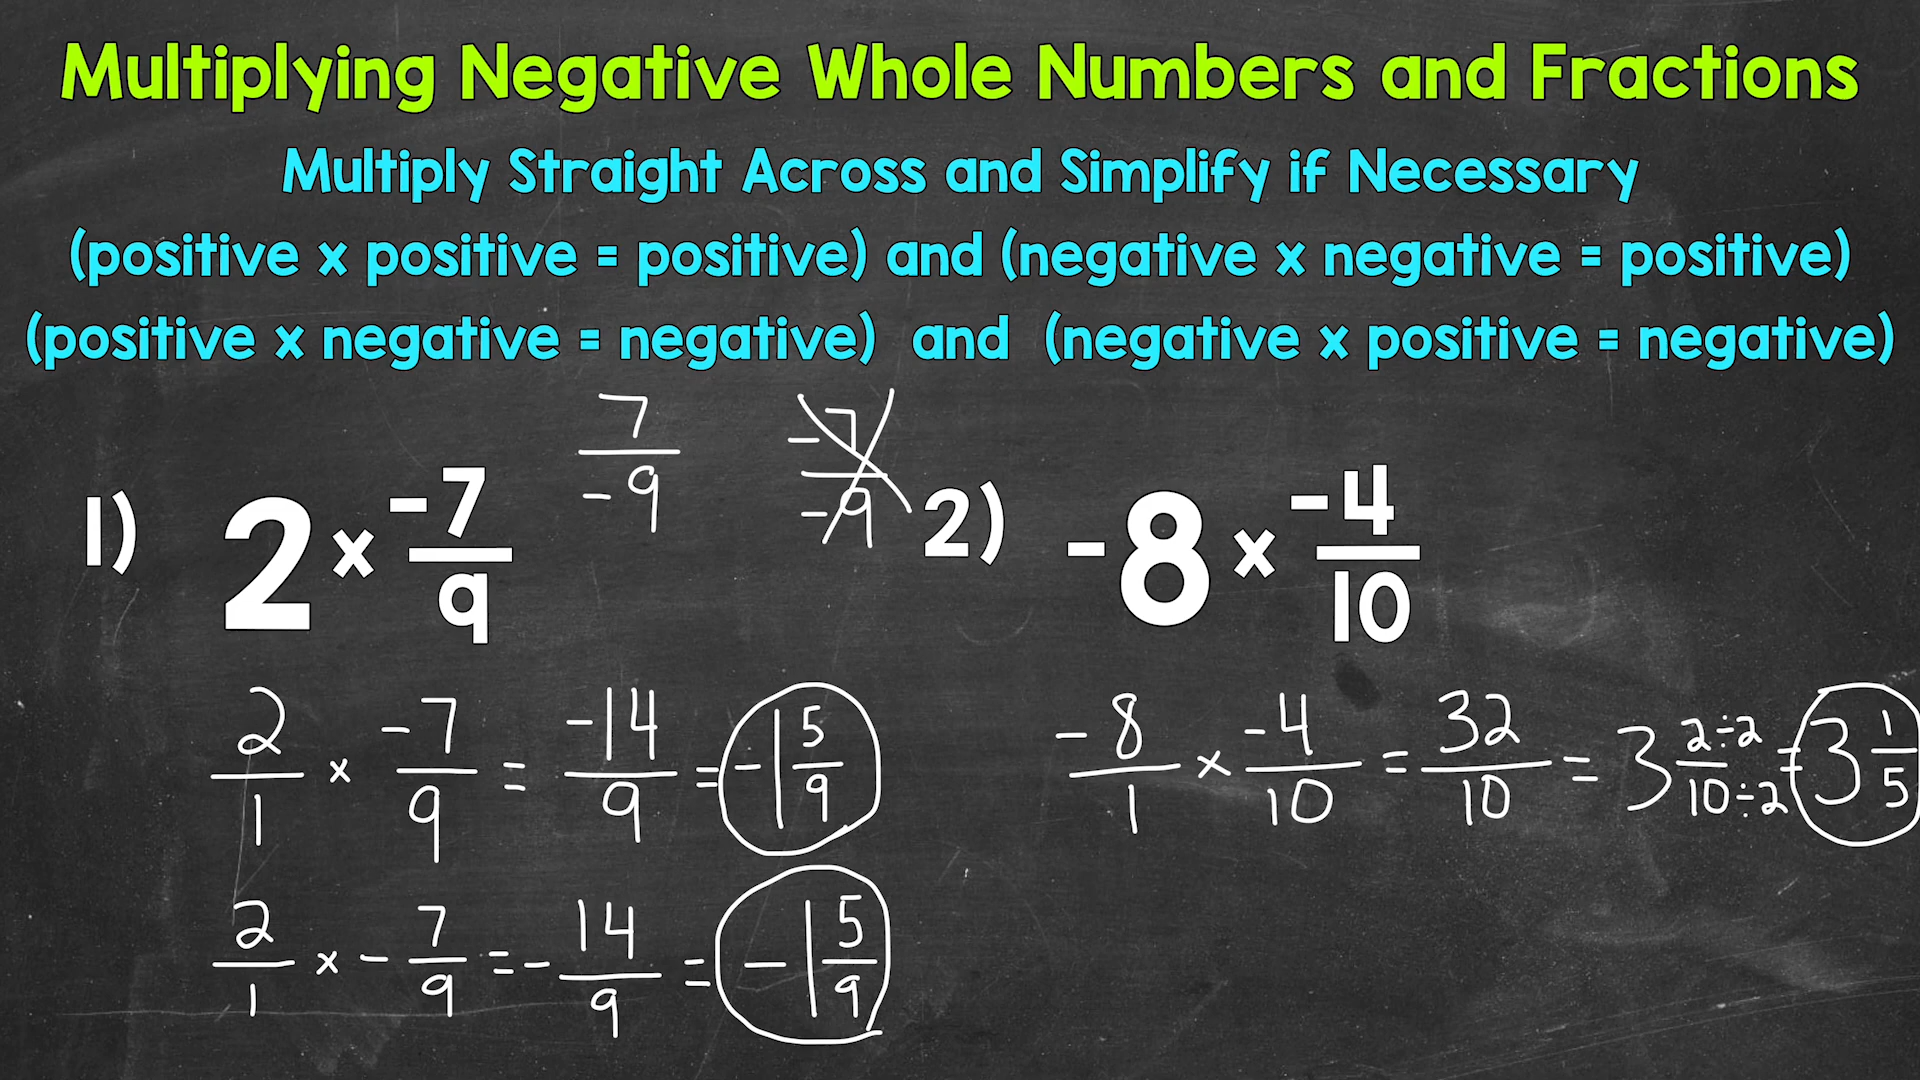 Multiplying Negative Whole Numbers and Fractions
Multiply Straight Across and Simplify if Necessary
(positive x positive = positive) and (negative x negative = positive)
(positive x negative = negative) and (negative x positive = negative)
7/-9
-7/-9
1) 2 × -7/9
2) -8 × -4/10
2/1 × -7/9 = -14/9 = -1 5/9
-8/1 × -4/10 = 32/10 = 3 2÷2/10÷2 = 3 1/5
2/1 × - 7/9 = - 14/9 = -1 5/9